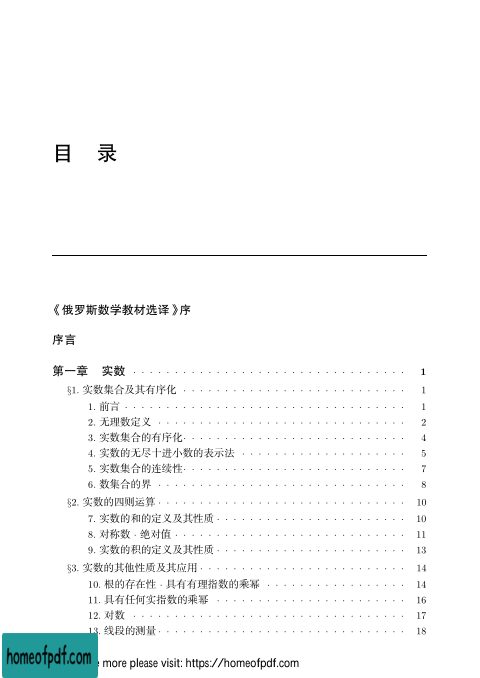 目 录
《俄罗斯数学教材选译》序
序言
第一章 实数 · · · · · · · · · · · · · · · · · · · · · · · · · · · · · · · · · 1
§1. 实数集合及其有序化 · · · · · · · · · · · · · · · · · · · · · · · · · · · 1
1. 前言 · · · · · · · · · · · · · · · · · · · · · · · · · · · · · · · · · · 1
2. 无理数定义 · · · · · · · · · · · · · · · · · · · · · · · · · · · · · · 2
3. 实数集合的有序化 · · · · · · · · · · · · · · · · · · · · · · · · · · · 4
4. 实数的无尽十进小数的表示法 · · · · · · · · · · · · · · · · · · · · · 5
5. 实数集合的连续性 · · · · · · · · · · · · · · · · · · · · · · · · · · · 7
6. 数集合的界 · · · · · · · · · · · · · · · · · · · · · · · · · · · · · · 8
§2. 实数的四则运算 · · · · · · · · · · · · · · · · · · · · · · · · · · · · · · 10
7. 实数的和的定义及其性质 · · · · · · · · · · · · · · · · · · · · · · · 10
8. 对称数 · 绝对值 · · · · · · · · · · · · · · · · · · · · · · · · · · · · 11
9. 实数的积的定义及其性质 · · · · · · · · · · · · · · · · · · · · · · · 13
§3. 实数的其他性质及其应用 · · · · · · · · · · · · · · · · · · · · · · · · · 14
10. 根的存在性 · 具有有理指数的乘幂 · · · · · · · · · · · · · · · · · · 14
11. 具有任何实指数的乘幂 · · · · · · · · · · · · · · · · · · · · · · · 16
12. 对数 · · · · · · · · · · · · · · · · · · · · · · · · · · · · · · · · · 17
13. 线段的测量 · · · · · · · · · · · · · · · · · · · · · · · · · · · · · · 18
homeofpdf.com
more please visit: https://homeofpdf.com